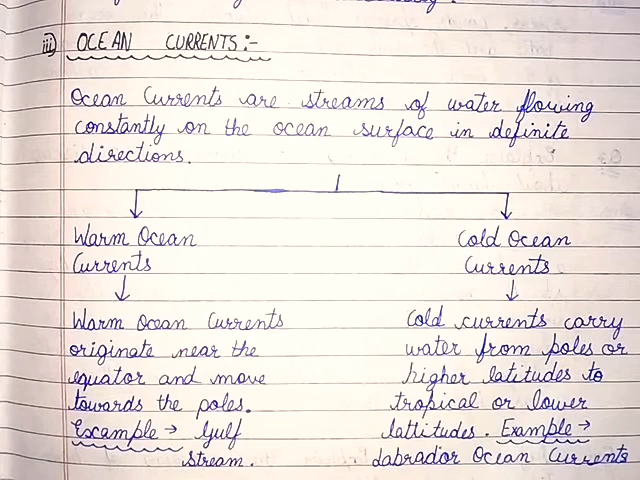 iii) OCEAN CURRENTS:-
Ocean Currents are streams of water flowing
constantly on the ocean surface in definite
directions.
Warm Ocean
Currents
Warm Ocean Currents
originate near the
equator and move
towards the poles.
Example → Gulf
Stream.
Cold Ocean
Currents
Cold currents carry
water from poles or
higher latitudes to
tropical or lower
lattitudes. Example →
Labrador Ocean Currents